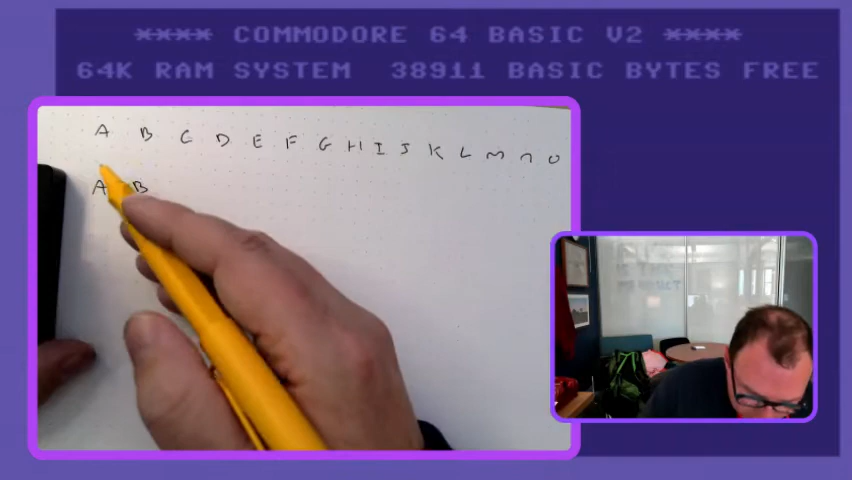 **** COMMODORE 64 BASIC V2 ****
64K RAM SYSTEM 38911 BASIC BYTES FREE
A B C D E F G H I J K L M N O
A B